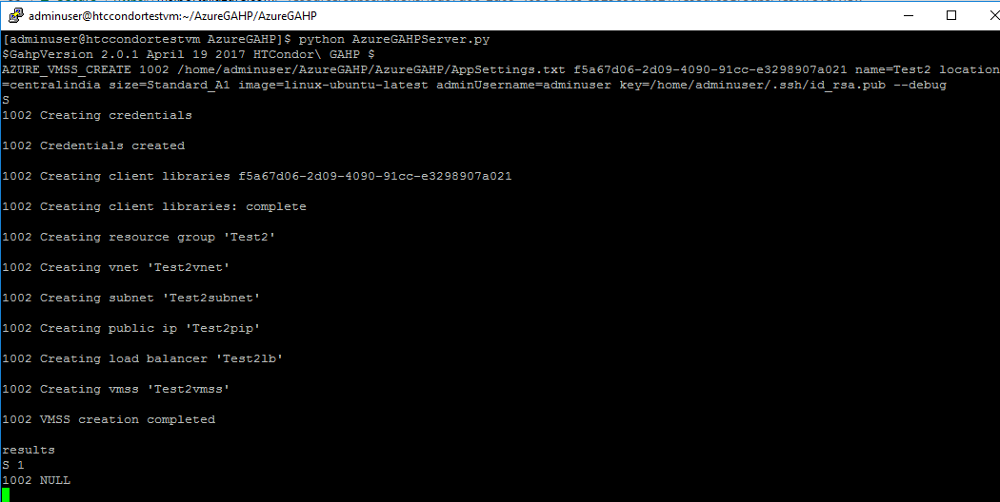 adminuser@htccondortestvm:~/AzureGAHP/AzureGAHP
[adminuser@htccondortestvm AzureGAHP]$ python AzureGAHPServer.py
$GahpVersion 2.0.1 April 19 2017 HTCondor\ GAHP $
AZURE_VMSS_CREATE 1002 /home/adminuser/AzureGAHP/AzureGAHP/AppSettings.txt f5a67d06-2d09-4090-91cc-e3298907a021 name=Test2 location
=centralindia size=Standard_A1 image=linux-ubuntu-latest adminUsername=adminuser key=/home/adminuser/.ssh/id_rsa.pub --debug
S
1002 Creating credentials
1002 Credentials created
1002 Creating client libraries f5a67d06-2d09-4090-91cc-e3298907a021
1002 Creating client libraries: complete
1002 Creating resource group 'Test2'
1002 Creating vnet 'Test2vnet'
1002 Creating subnet 'Test2subnet'
1002 Creating public ip 'Test2pip'
1002 Creating load balancer 'Test2lb'
1002 Creating vmss 'Test2vmss'
1002 VMSS creation completed
results
S 1
1002 NULL